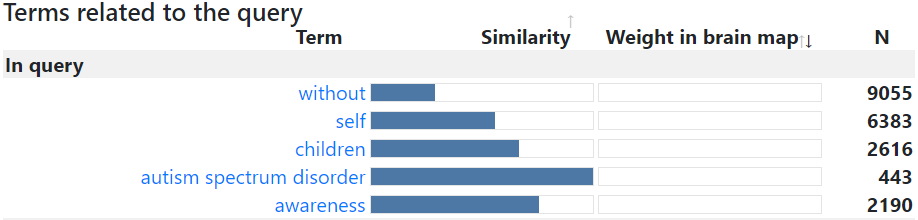 Terms related to the query
Term Similarity Weight in brain map N
In query
without 9055
self 6383
children 2616
autism spectrum disorder 443
awareness 2190